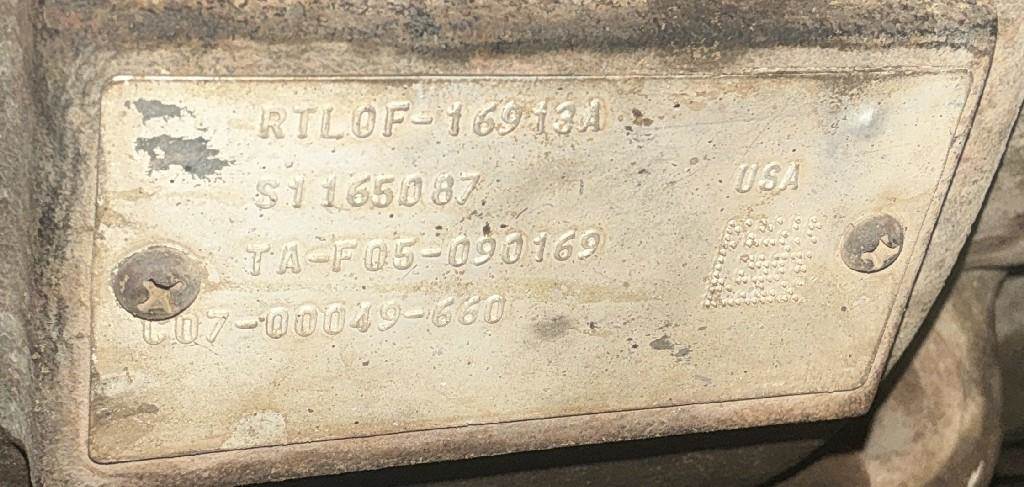 RTLOF-16913A
S1165087
USA
TA-F05-090169
C07-00049-660